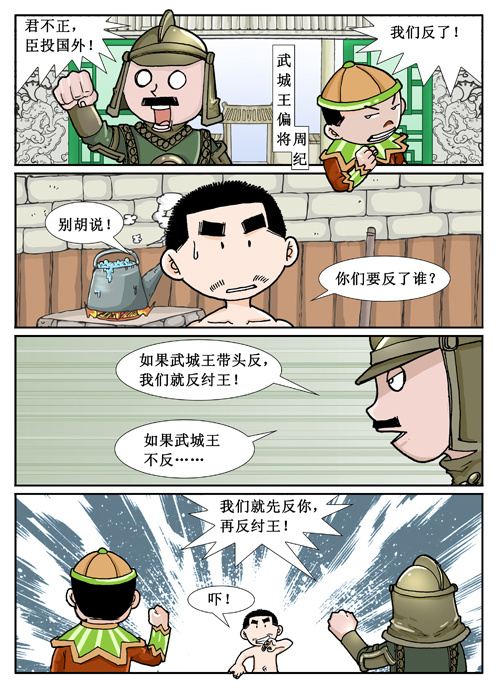 君不正，
臣投国外！
我们反了！
武城王偏将
周纪
别胡说！
你们要反了谁？
如果武城王带头反，
我们就反纣王！
如果武城王
不反……
我们就先反你，
再反纣王！
吓！